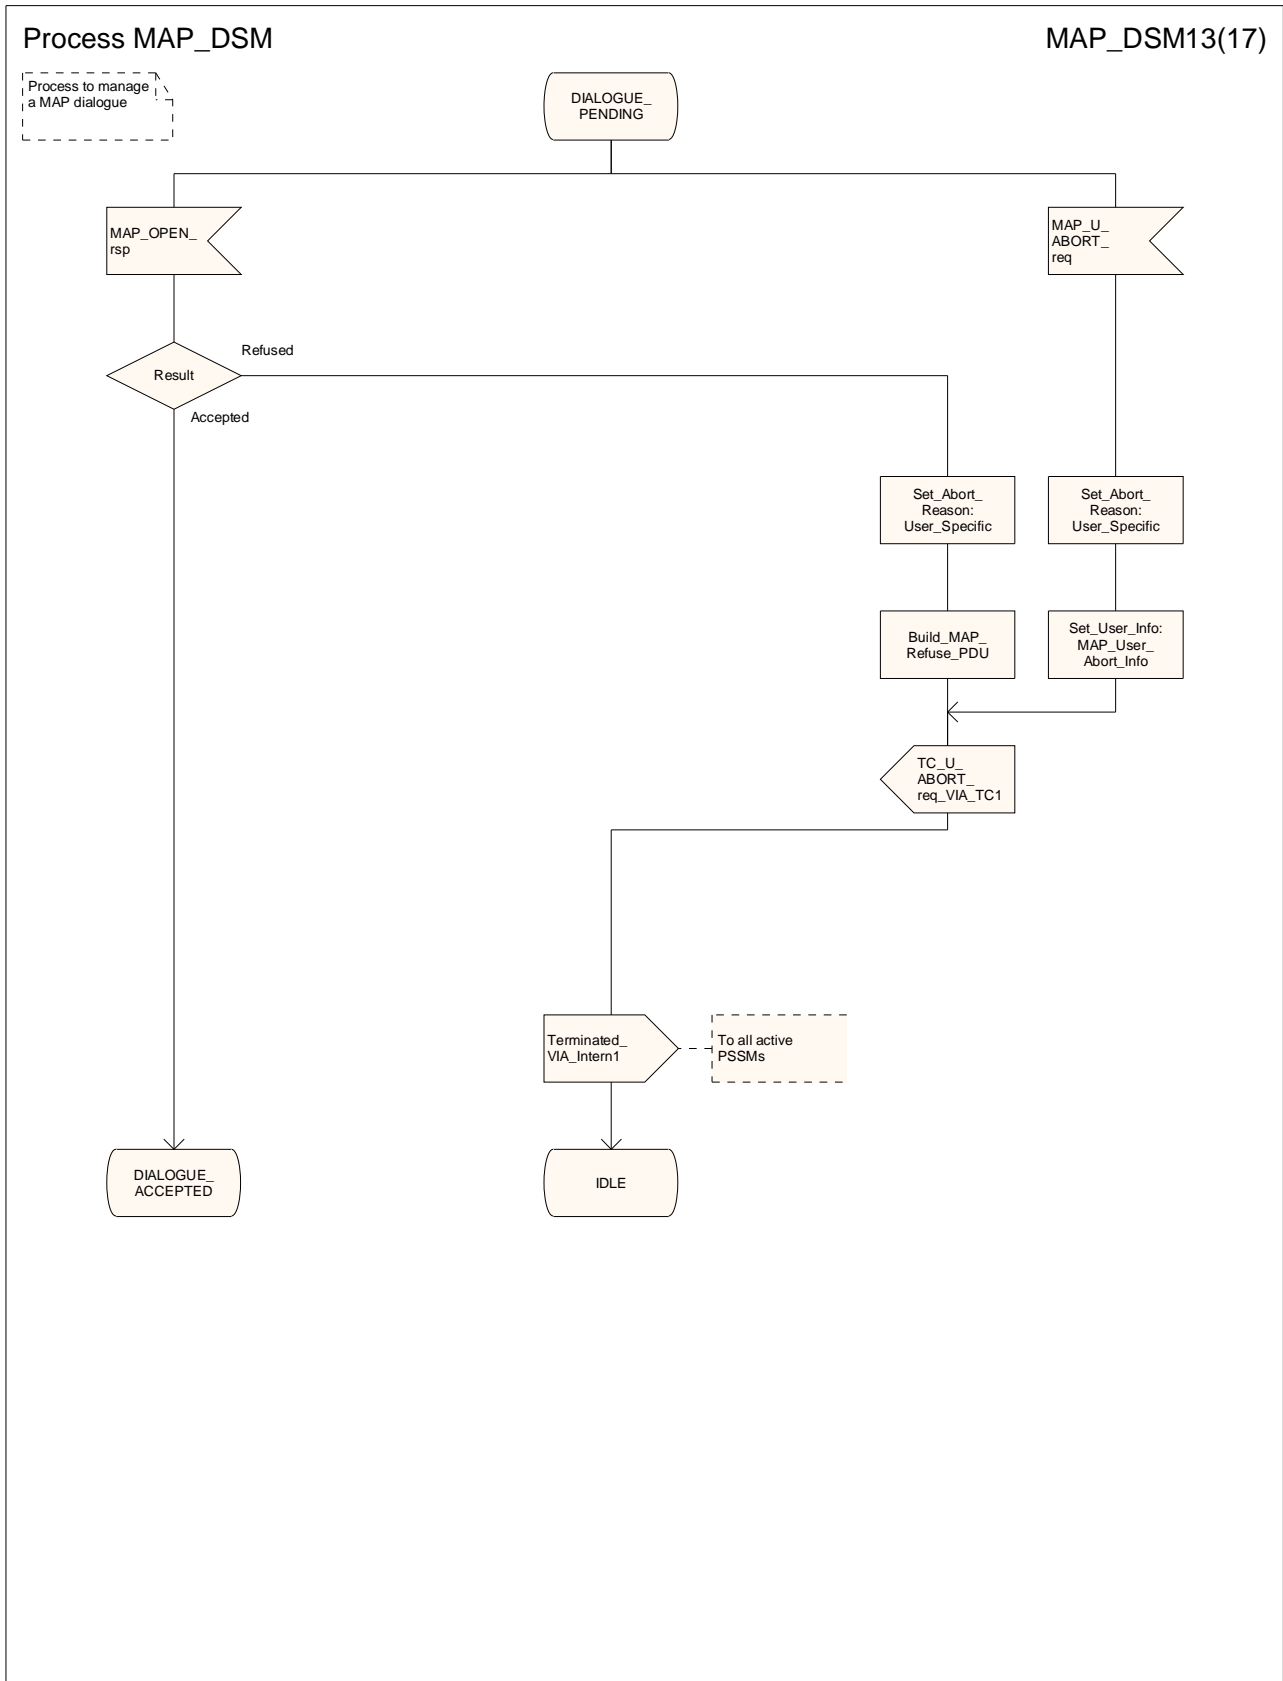 Process MAP_DSM
MAP_DSM13(17)
Process to manage
a MAP dialogue
DIALOGUE_
PENDING
MAP_OPEN_
rsp
MAP_U_
ABORT_
req
Result
Refused
Accepted
Set_Abort_
Reason:
User_Specific
Set_Abort_
Reason:
User_Specific
Build_MAP_
Refuse_PDU
Set_User_Info:
MAP_User_
Abort_Info
TC_U_
ABORT_
req_VIA_TC1
Terminated_
VIA_Intern1
To all active
PSSMs
DIALOGUE_
ACCEPTED
IDLE